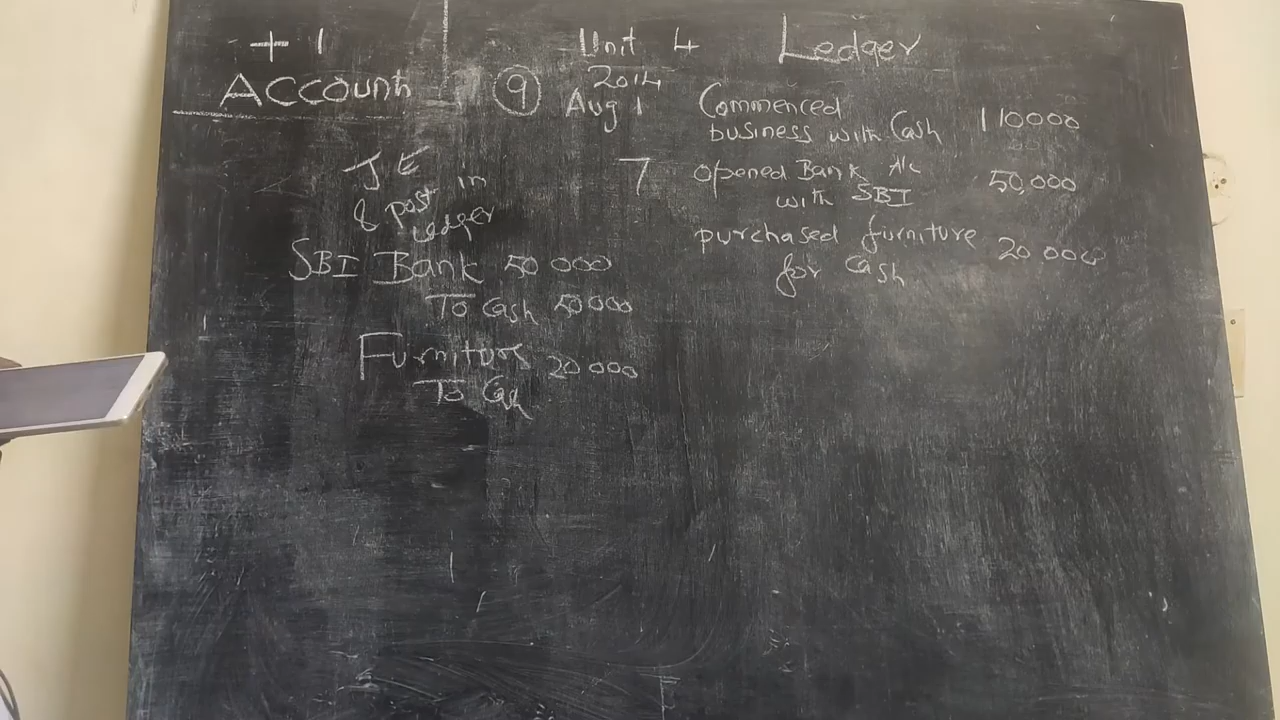 +1
Account
9
Unit 4
Ledger
2014
Aug 1
Commenced
business with Cash 110000
7 opened Bank A/c
with SBI 50,000
purchased furniture
for Cash 20000
J E
& post in
Ledger
SBI Bank 50 000
To Cash 50000
Furniture 20 000
To Cash